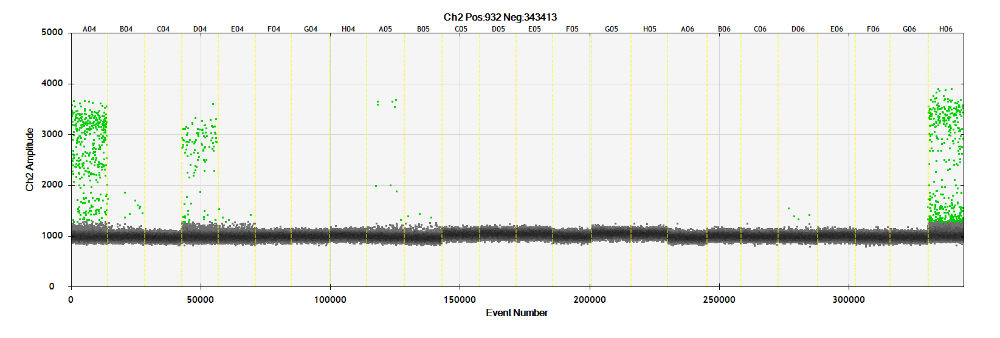 Ch2 Pos:932 Neg:343413
A04 B04 C04 D04 E04 F04 G04 H04 A05 B05 C05 D05 E05 F05 G05 H05 A06 B06 C06 D06 E06 F06 G06 H06
5000
4000
3000
2000
1000
0
Ch2 Amplitude
0 50000 100000 150000 200000 250000 300000
Event Number